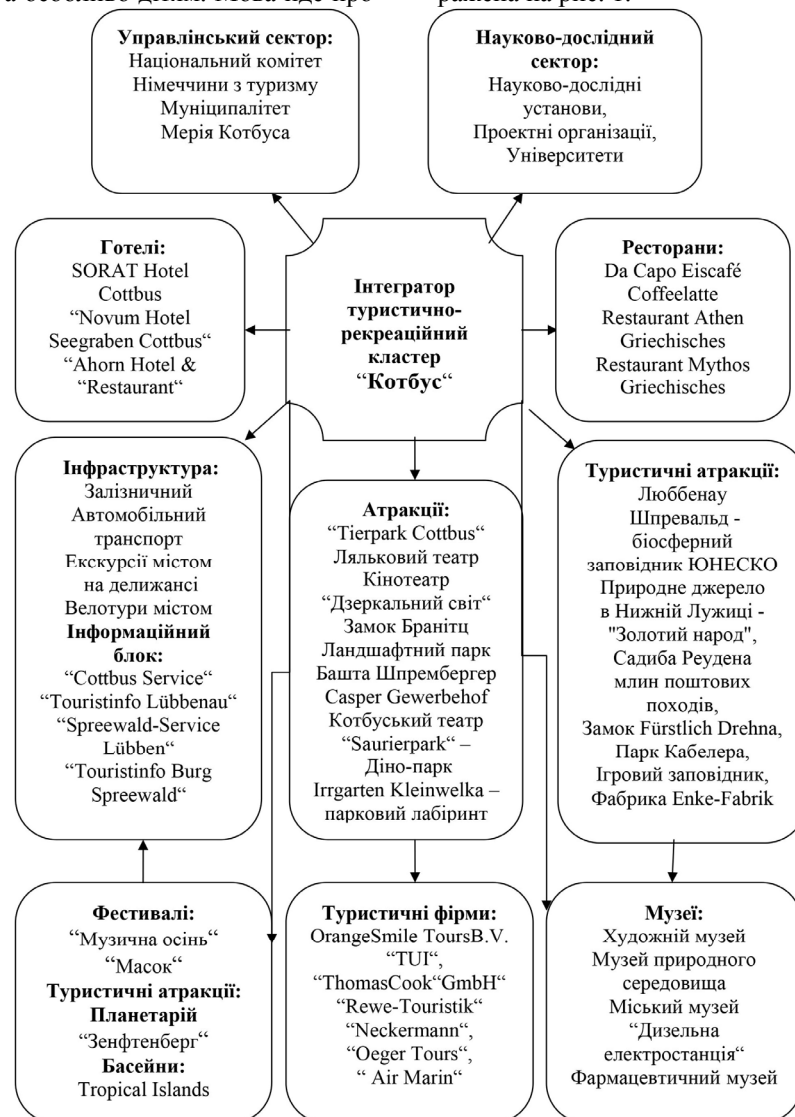 Управлінський сектор:
Національний комітет
Німеччини з туризму
Муніципалітет
Мерія Котбуса
Науково-дослідний
сектор:
Науково-дослідні
установи,
Проектні організації,
Університети
Готелі:
SORAT Hotel
Cottbus
“Novum Hotel
Seegraben Cottbus“
“Ahorn Hotel &
“Restaurant“
Інтегратор
туристично-
рекреаційний
кластер
“Котбус“
Ресторани:
Da Capo Eiscafé
Coffeelatte
Restaurant Athen
Griechisches
Restaurant Mythos
Griechisches
Інфраструктура:
Залізничний
Автомобільний
транспорт
Екскурсії містом
на делижансі
Велотури містом
Інформаційний
блок:
“Cottbus Service“
“Touristinfo Lübbenau“
“Spreewald-Service
Lübben“
“Touristinfo Burg
Spreewald“
Атракції:
“Tierpark Cottbus“
Ляльковий театр
Кінотеатр
“Дзеркальний світ“
Замок Бранітц
Ландшафтний парк
Башта Шпрембергер
Casper Gewerbehof
Котбуський театр
“Saurierpark“ –
Діно-парк
Irrgarten Kleinwelka –
парковий лабіринт
Туристичні атракції:
Люббенау
Шпревальд -
біосферний
заповідник ЮНЕСКО
Природне джерело
в Нижній Лужиці -
"Золотий народ",
Садиба Реудена
млин поштових
походів,
Замок Fürstlich Drehna,
Парк Кабелера,
Ігровий заповідник,
Фабрика Enke-Fabrik
Фестивалі:
“Музична осінь“
“Масок“
Туристичні атракції:
Планетарій
“Зенфтенберг“
Басейни:
Tropical Islands
Туристичні фірми:
OrangeSmile ToursB.V.
“TUI“,
“ThomasCook“GmbH“
“Rewe-Touristik“
“Neckermann“,
“Oeger Tours“,
“ Air Marin“
Музеї:
Художній музей
Музей природного
середовища
Міський музей
“Дизельна
електростанція“
Фармацевтичний музей